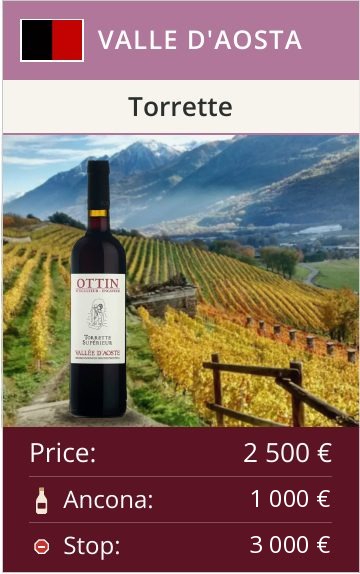 VALLE D'AOSTA
Torrette
OTTIN
TORRETTE
SUPÉRIEUR
VALLÉE D'AOSTE
Price: 2 500 €
Ancona: 1 000 €
Stop: 3 000 €